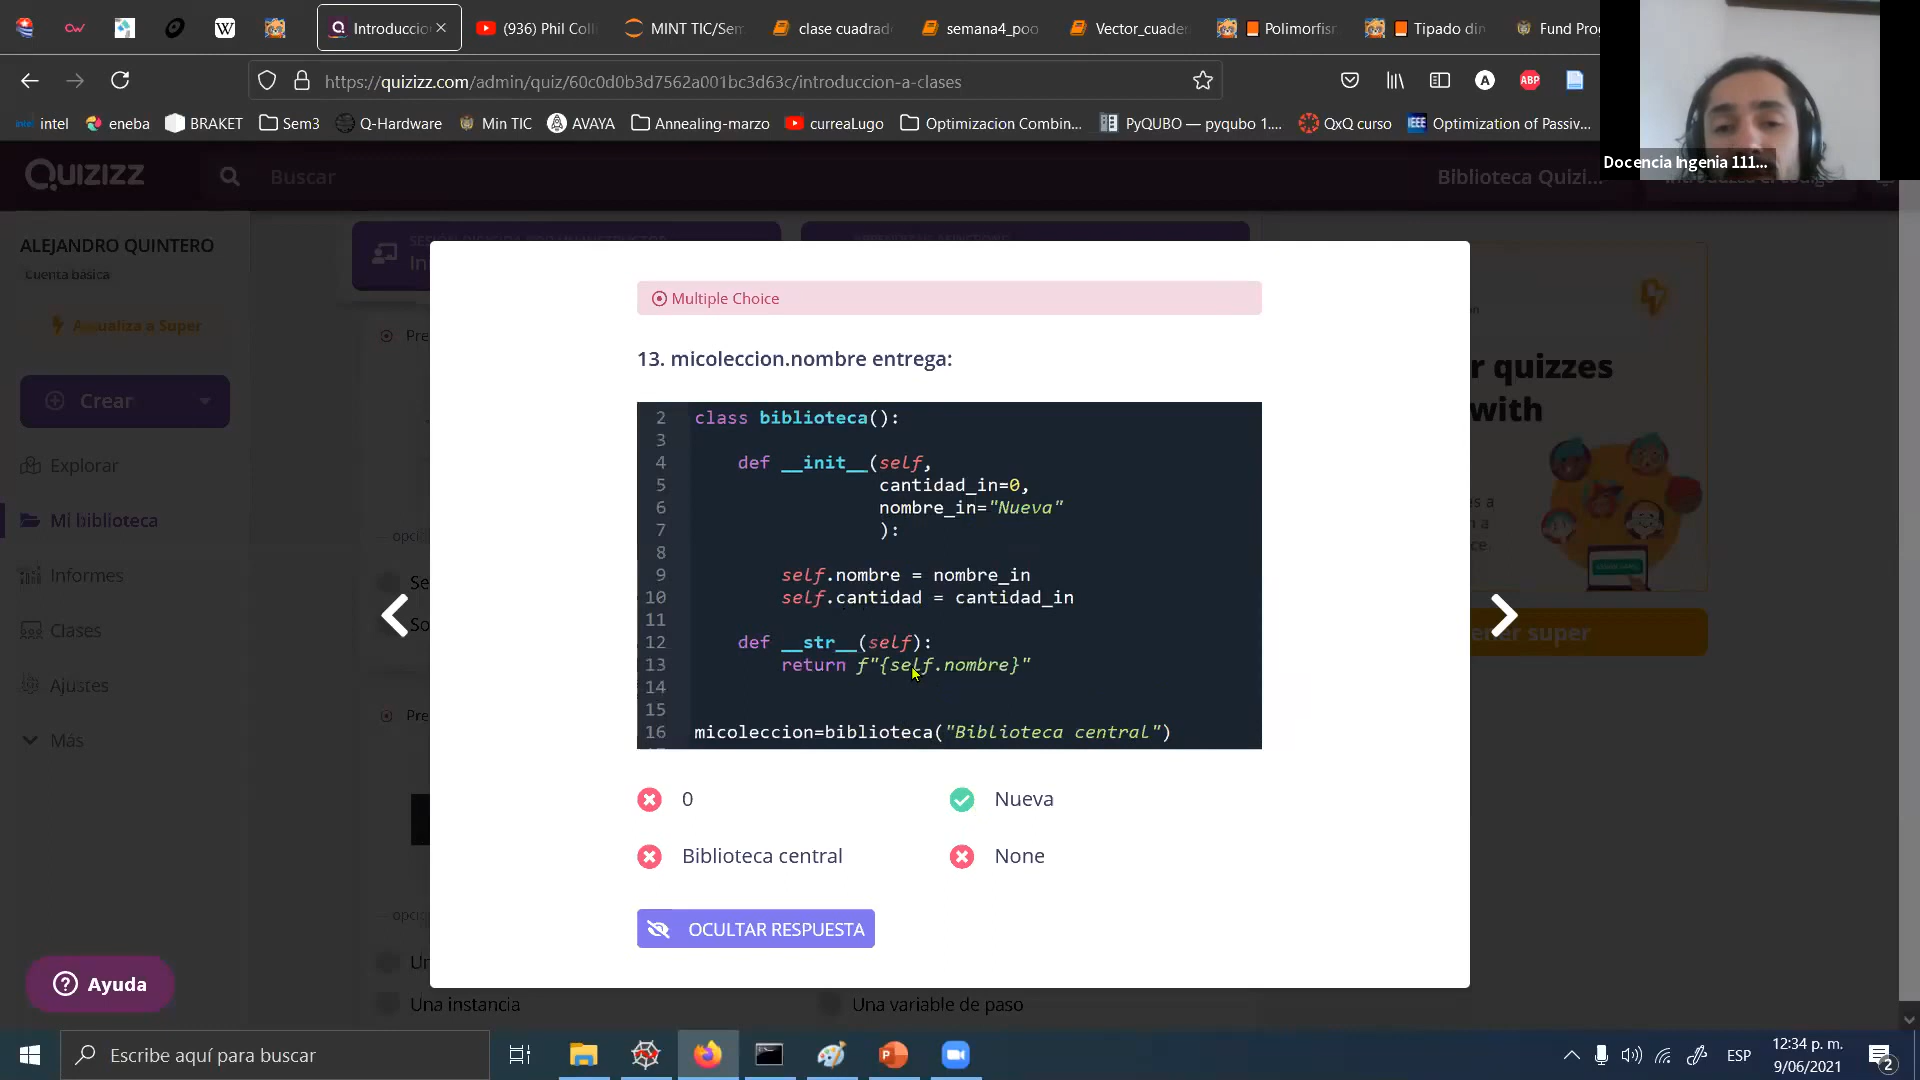 Introduccio
(936) Phil Coll
MINT TIC/Sem
clase cuadrad
semana4_poo
Vector_cuader
Polimorfism
Tipado din
Fund Pro
https://quizizz.com/admin/quiz/60c0d0b3d7562a001bc3d63c/introduccion-a-clases
intel
eneba
BRAKET
Sem3
Q-Hardware
Min TIC
AVAYA
Annealing-marzo
curreaLugo
Optimizacion Combin...
PyQUBO — pyqubo 1....
QxQ curso
Optimization of Passiv...
Docencia Ingenia 111...
Quizizz
Buscar
Biblioteca Quizi...
ALEJANDRO QUINTERO
Cuenta básica
Actualiza a Super
Crear
Explorar
Mi biblioteca
Informes
Clases
Ajustes
Más
Ayuda
Multiple Choice
13. micoleccion.nombre entrega:
2 class biblioteca():
3
4 def __init__(self,
5 cantidad_in=0,
6 nombre_in="Nueva"
7 ):
8
9 self.nombre = nombre_in
10 self.cantidad = cantidad_in
11
12 def __str__(self):
13 return f"{self.nombre}"
14
15
16 micoleccion=biblioteca("Biblioteca central")
0
Nueva
Biblioteca central
None
OCULTAR RESPUESTA
Una instancia
Una variable de paso
r quizzes
with
ner super
Escribe aquí para buscar
ESP
12:34 p. m.
9/06/2021
2